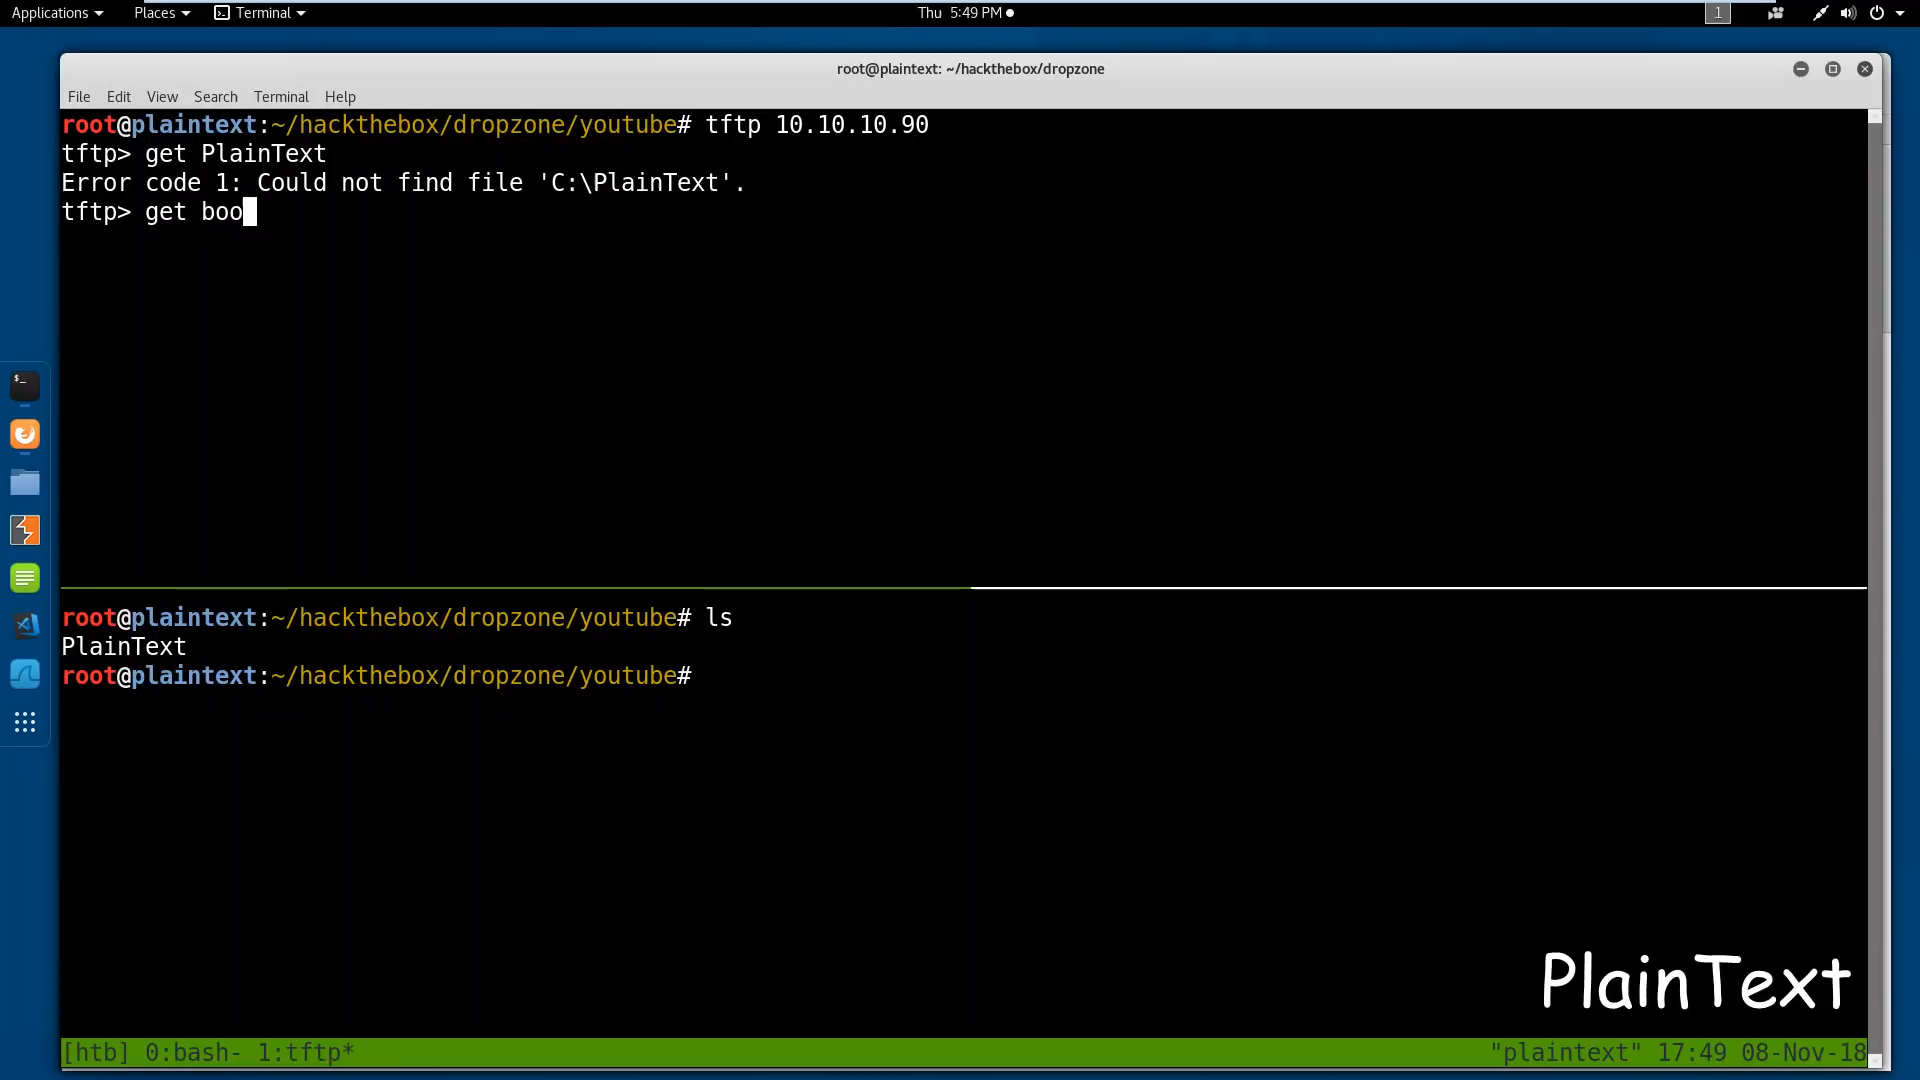 Applications Places Terminal Thu 5:49 PM 1
root@plaintext: ~/hackthebox/dropzone
File Edit View Search Terminal Help
root@plaintext:~/hackthebox/dropzone/youtube# tftp 10.10.10.90
tftp> get PlainText
Error code 1: Could not find file 'C:\PlainText'.
tftp> get boo
root@plaintext:~/hackthebox/dropzone/youtube# ls
PlainText
root@plaintext:~/hackthebox/dropzone/youtube#
PlainText
[htb] 0:bash- 1:tftp* "plaintext" 17:49 08-Nov-18